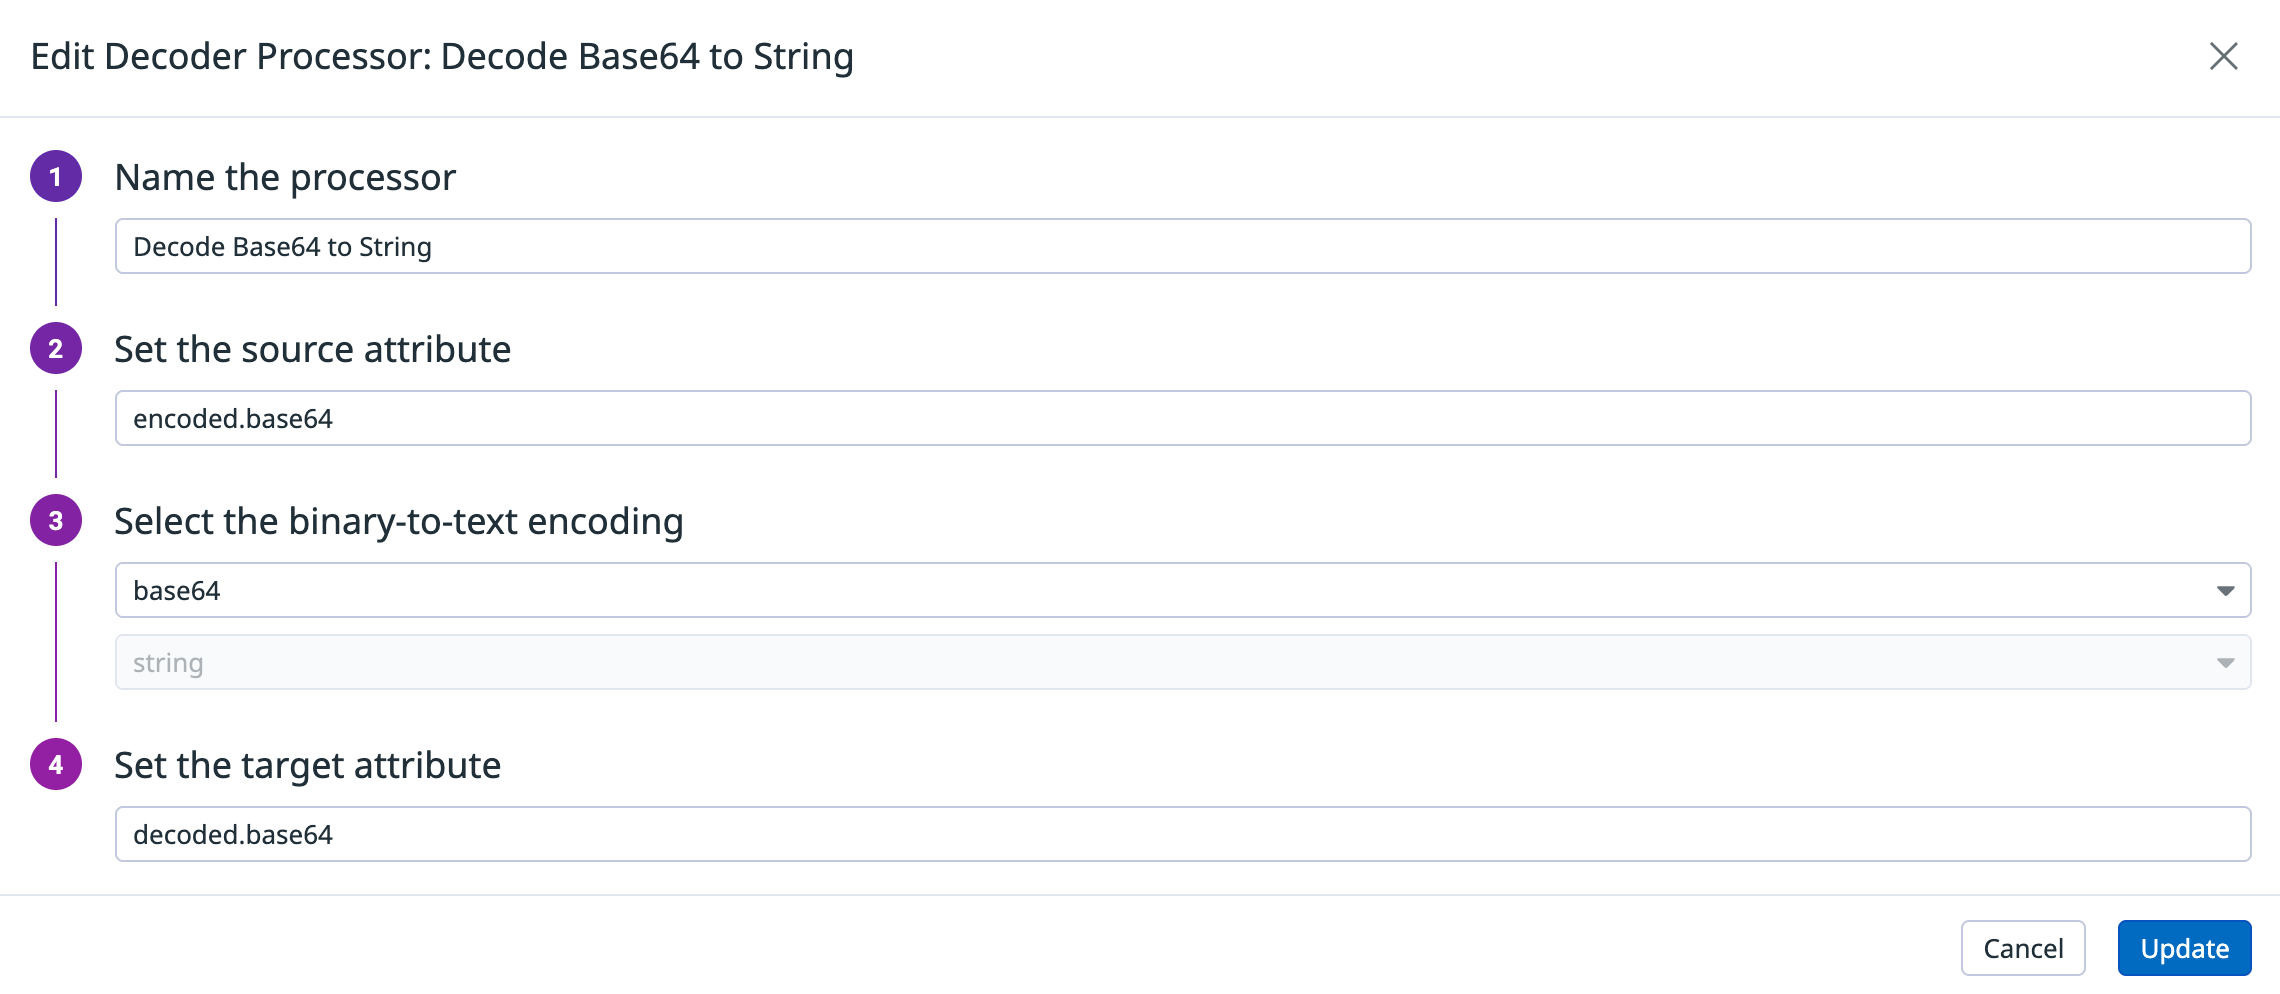 Edit Decoder Processor: Decode Base64 to String
1 Name the processor
Decode Base64 to String
2 Set the source attribute
encoded.base64
3 Select the binary-to-text encoding
base64
string
4 Set the target attribute
decoded.base64
Cancel Update